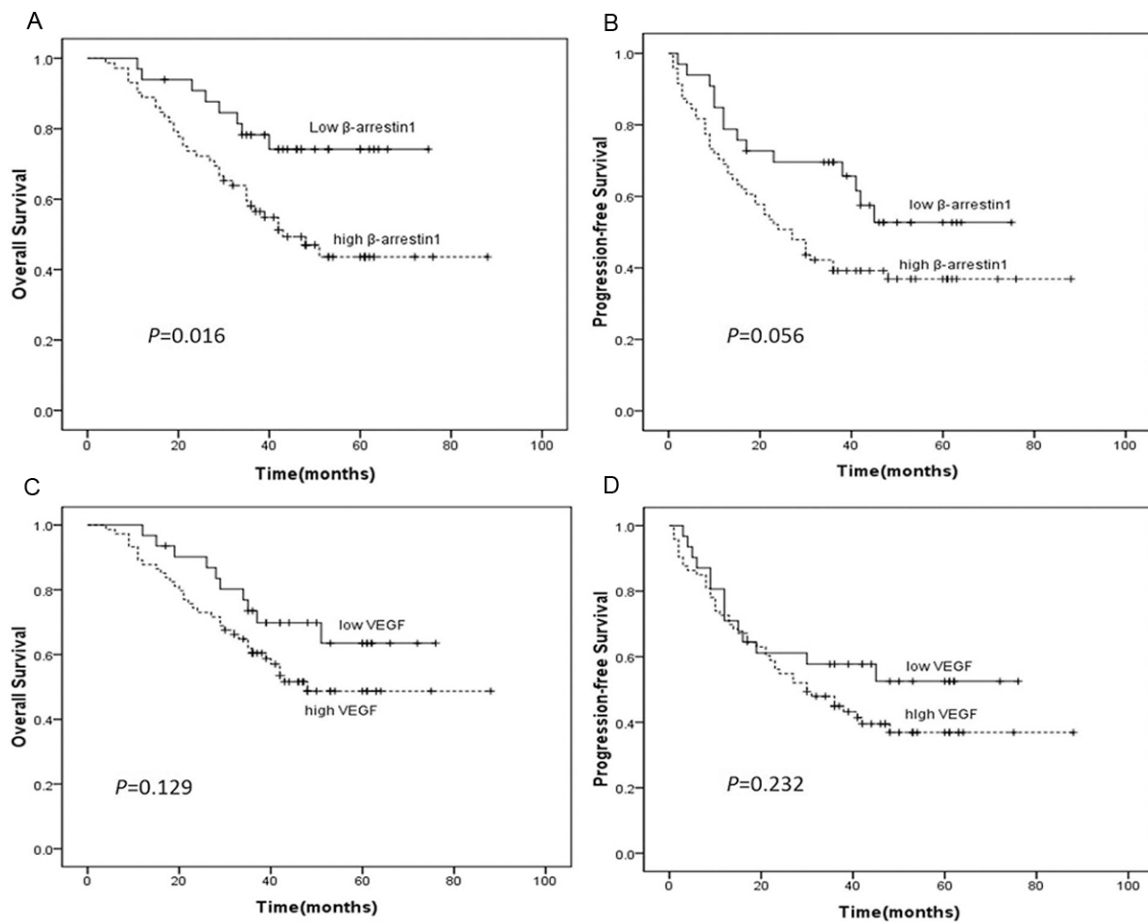 A
Overall Survival
1.0
0.8
0.6
0.4
0.2
0.0
Low β-arrestin1
high β-arrestin1
P=0.016
0 20 40 60 80 100
Time(months)
B
Progression-free Survival
1.0
0.8
0.6
0.4
0.2
0.0
low β-arrestin1
high β-arrestin1
P=0.056
0 20 40 60 80 100
Time(months)
C
Overall Survival
1.0
0.8
0.6
0.4
0.2
0.0
low VEGF
high VEGF
P=0.129
0 20 40 60 80 100
Time(months)
D
Progression-free Survival
1.0
0.8
0.6
0.4
0.2
0.0
low VEGF
hIgh VEGF
P=0.232
0 20 40 60 80 100
Time(months)